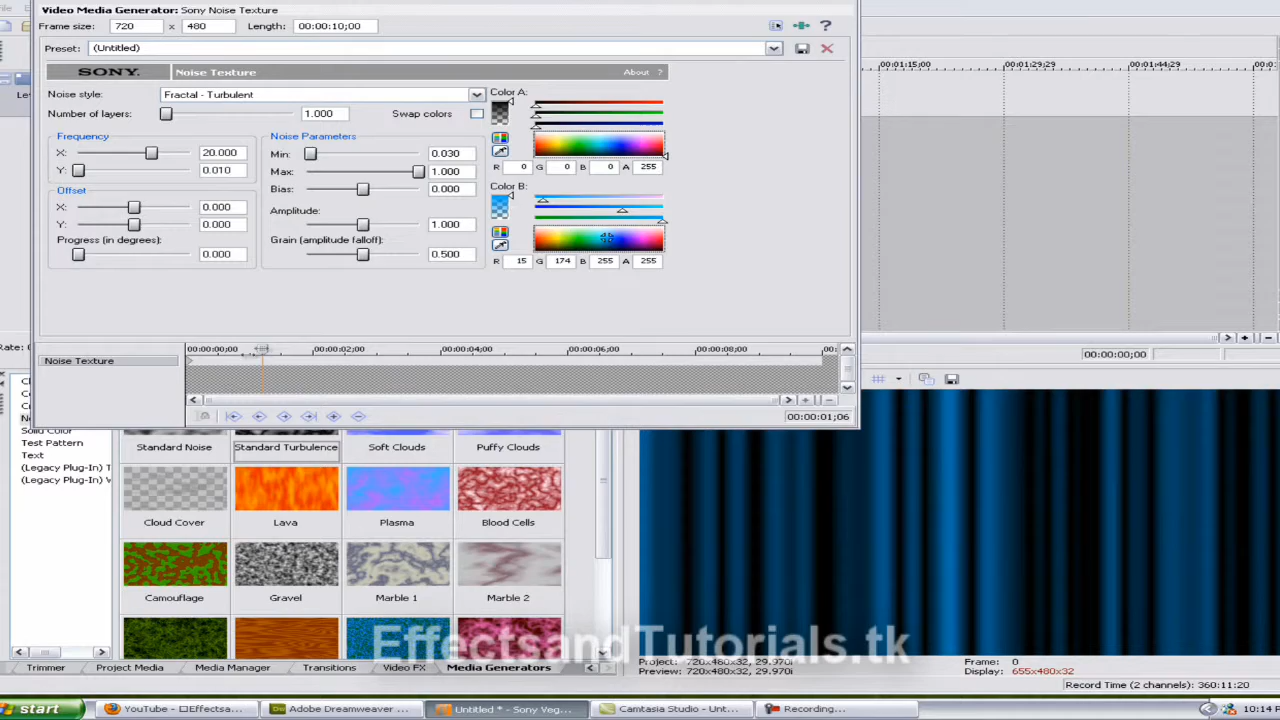 Video Media Generator: Sony Noise Texture
Frame size: 720 x 480 Length: 00:00:10;00
Preset: (Untitled)
SONY. Noise Texture About ?
Noise style: Fractal - Turbulent
Number of layers: 1.000 Swap colors
Frequency
X: 20.000
Y: 0.010
Offset
X: 0.000
Y: 0.000
Progress (in degrees)
0.000
Noise Parameters
Min: 0.030
Max: 1.000
Bias: 0.000
Amplitude:
1.000
Grain (amplitude falloff)
0.500
Color A:
R 0 G 0 B 0 A 255
Color B:
R 15 G 174 B 255 A 255
00:01:15;00 00:01:29;29 00:01:44;29 00:0
Noise Texture
00:00:00;00 00:00:02;00 00:00:04;00 00:00:06;00 00:00:08;00 00:
00:00:01;06
Rate: 0
00:00:00;00
Solid Color
Test Pattern
Text
(Legacy Plug-In) T
(Legacy Plug-In) V
Standard Noise Standard Turbulence Soft Clouds Puffy Clouds
Cloud Cover Lava Plasma Blood Cells
Camouflage Gravel Marble 1 Marble 2
EffectsandTutorials.tk
Trimmer Project Media Media Manager Transitions Video FX Media Generators
Project: 720x480x32, 29.970i Frame: 0
Preview: 720x480x32, 29.970i Display: 655x480x32
Record Time (2 channels): 360:11:20
start YouTube - Effectsa... Adobe Dreamweaver ... Untitled * - Sony Veg... Camtasia Studio - Unt... Recording... 10:14